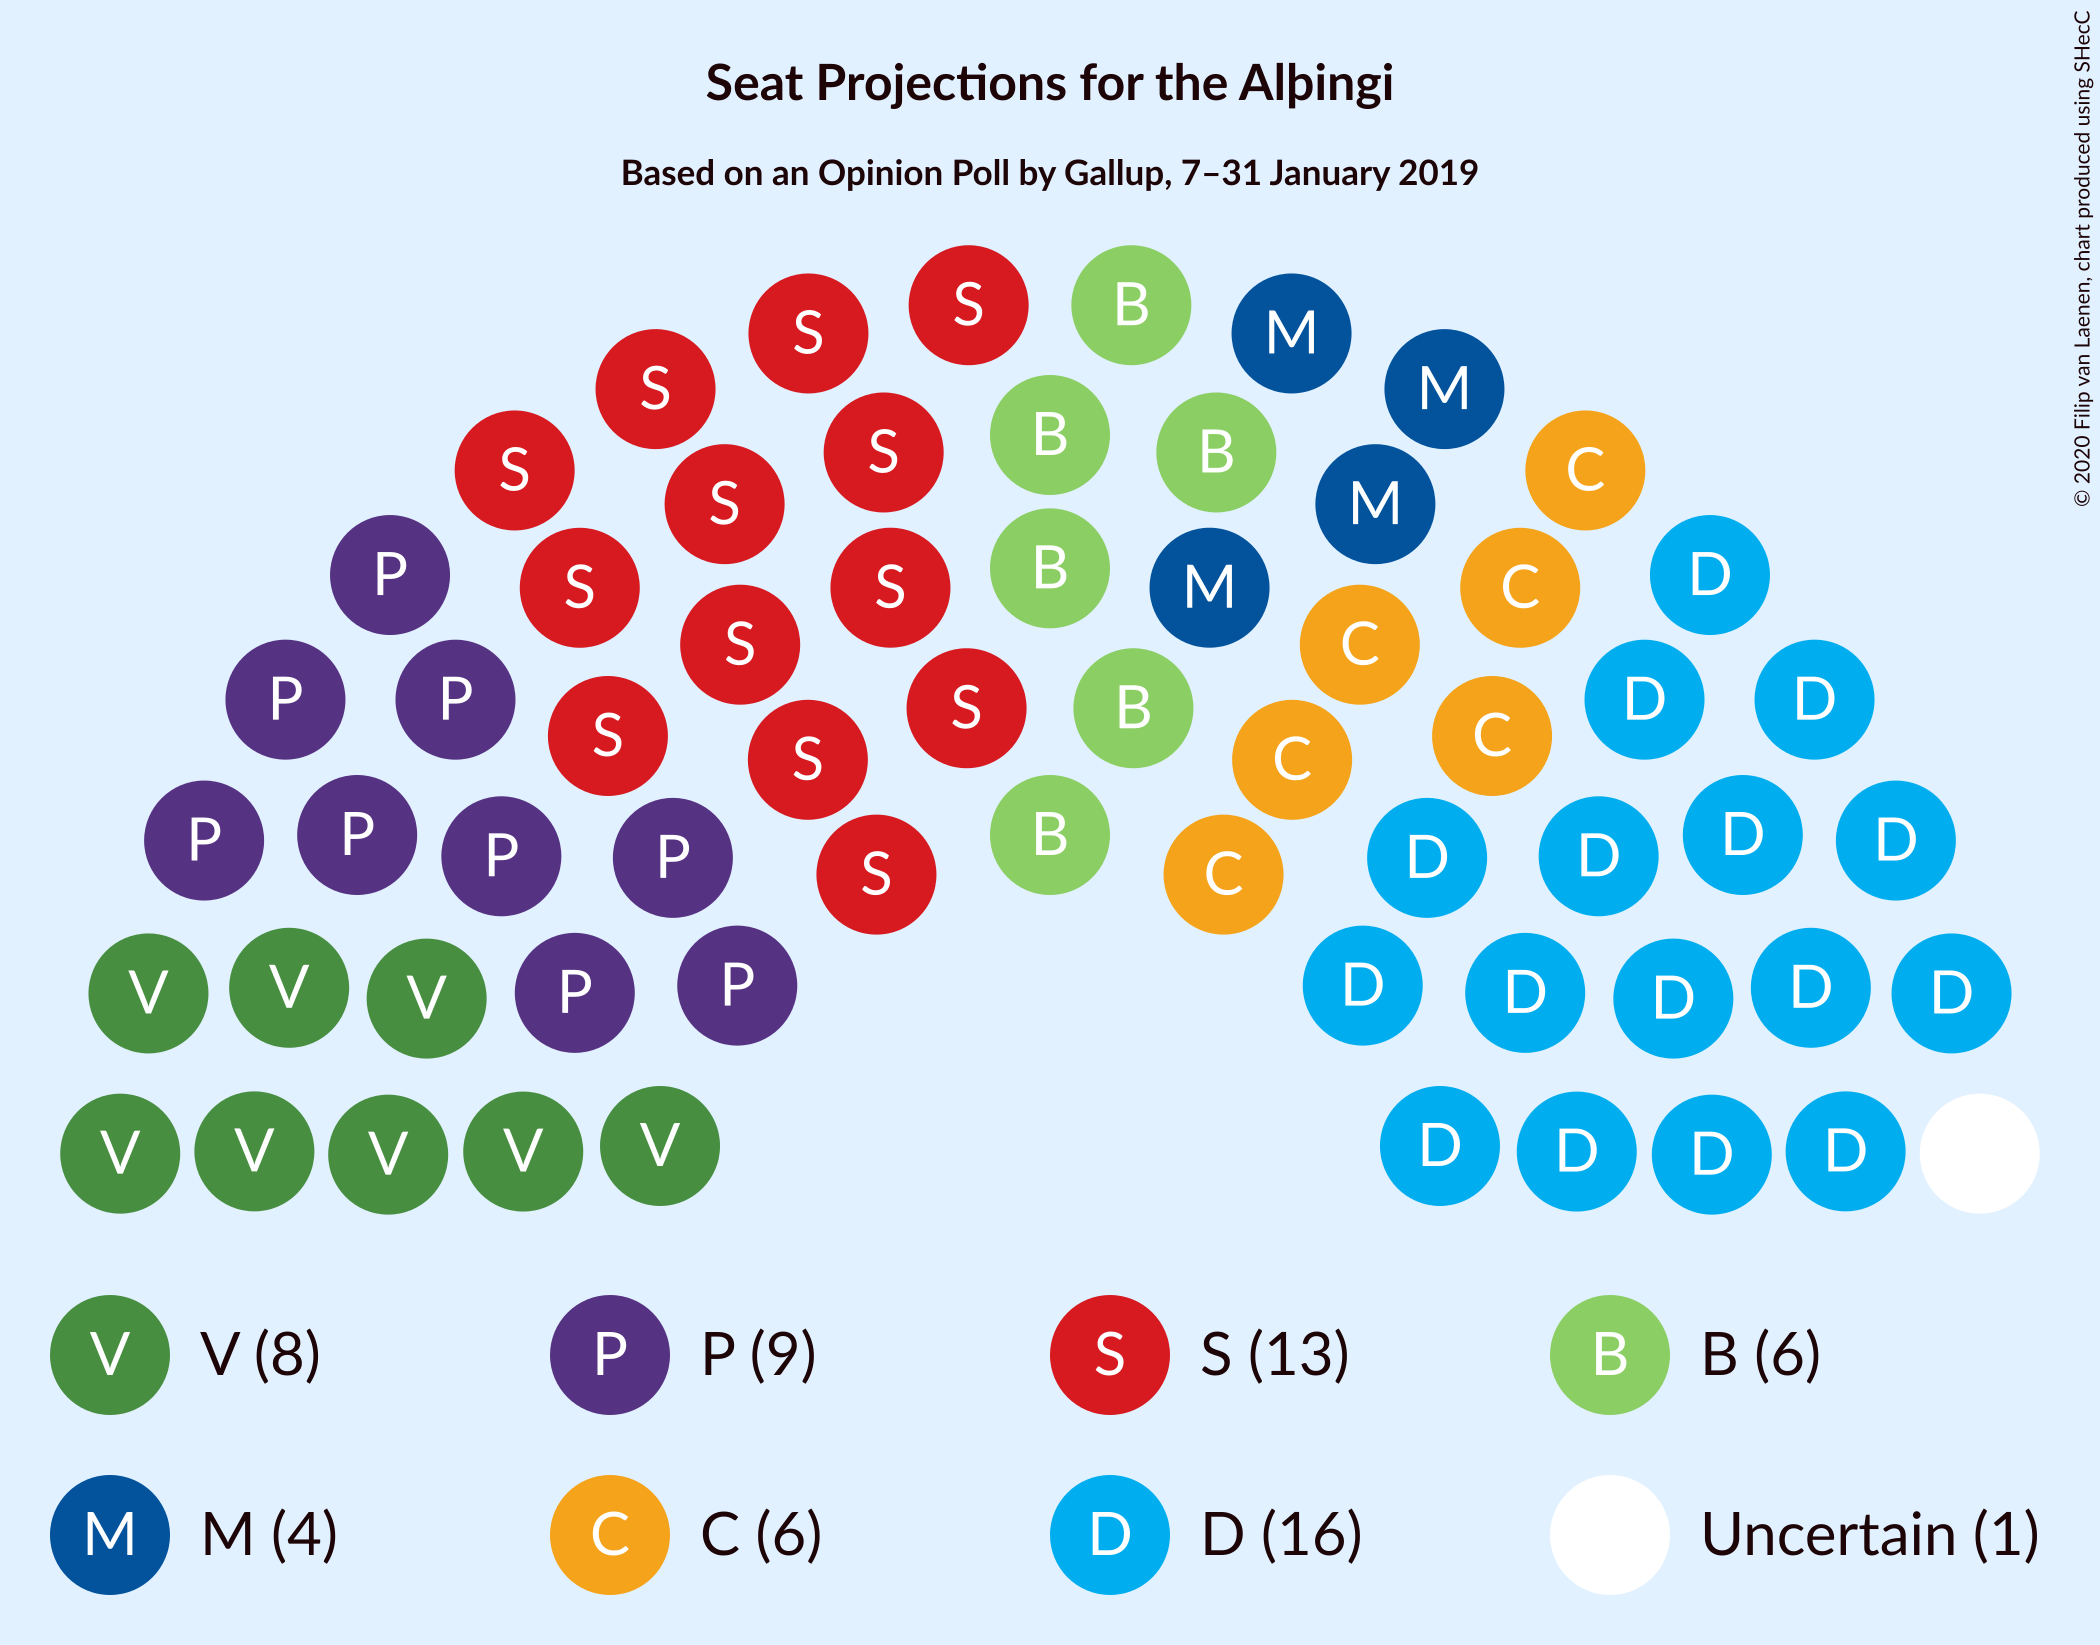 Seat Projections for the Alþingi
Based on an Opinion Poll by Gallup, 7–31 January 2019
© 2020 Filip van Laenen, chart produced using SHecC
S B
S M
S M
S B S
S C
S M
P S B D
S S M C
S C
P P S B D D
S C
S C
P P P P B D D D D
S C
V V V P P D D D D D
V V V V V D D D D
V V (8) P P (9) S S (13) B B (6)
M M (4) C C (6) D D (16) Uncertain (1)